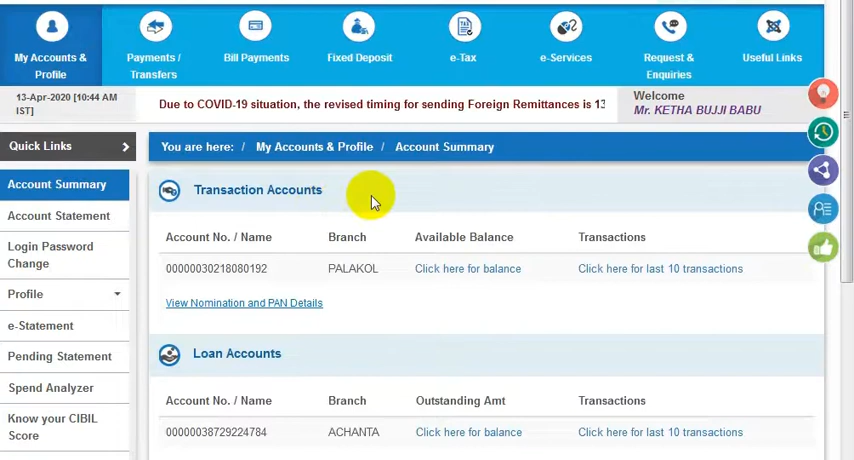 My Accounts & Profile
Payments / Transfers
Bill Payments
Fixed Deposit
e-Tax
e-Services
Request & Enquiries
Useful Links
TAX
13-Apr-2020 [10:44 AM IST]
Due to COVID-19 situation, the revised timing for sending Foreign Remittances is 13
Welcome
Mr. KETHA BUJJI BABU
Quick Links
You are here: / My Accounts & Profile / Account Summary
Account Summary
Account Statement
Login Password Change
Profile
e-Statement
Pending Statement
Spend Analyzer
Know your CIBIL Score
Transaction Accounts
Account No. / Name Branch Available Balance Transactions
00000030218080192 PALAKOL Click here for balance Click here for last 10 transactions
View Nomination and PAN Details
Loan Accounts
Account No. / Name Branch Outstanding Amt Transactions
00000038729224784 ACHANTA Click here for balance Click here for last 10 transactions